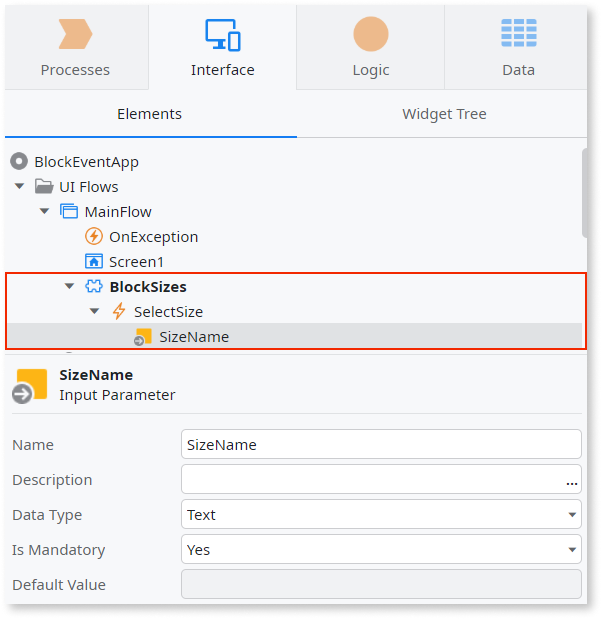 Processes Interface Logic Data
Elements Widget Tree
BlockEventApp
UI Flows
MainFlow
OnException
Screen1
BlockSizes
SelectSize
SizeName
SizeName
Input Parameter
Name SizeName
Description ...
Data Type Text
Is Mandatory Yes
Default Value